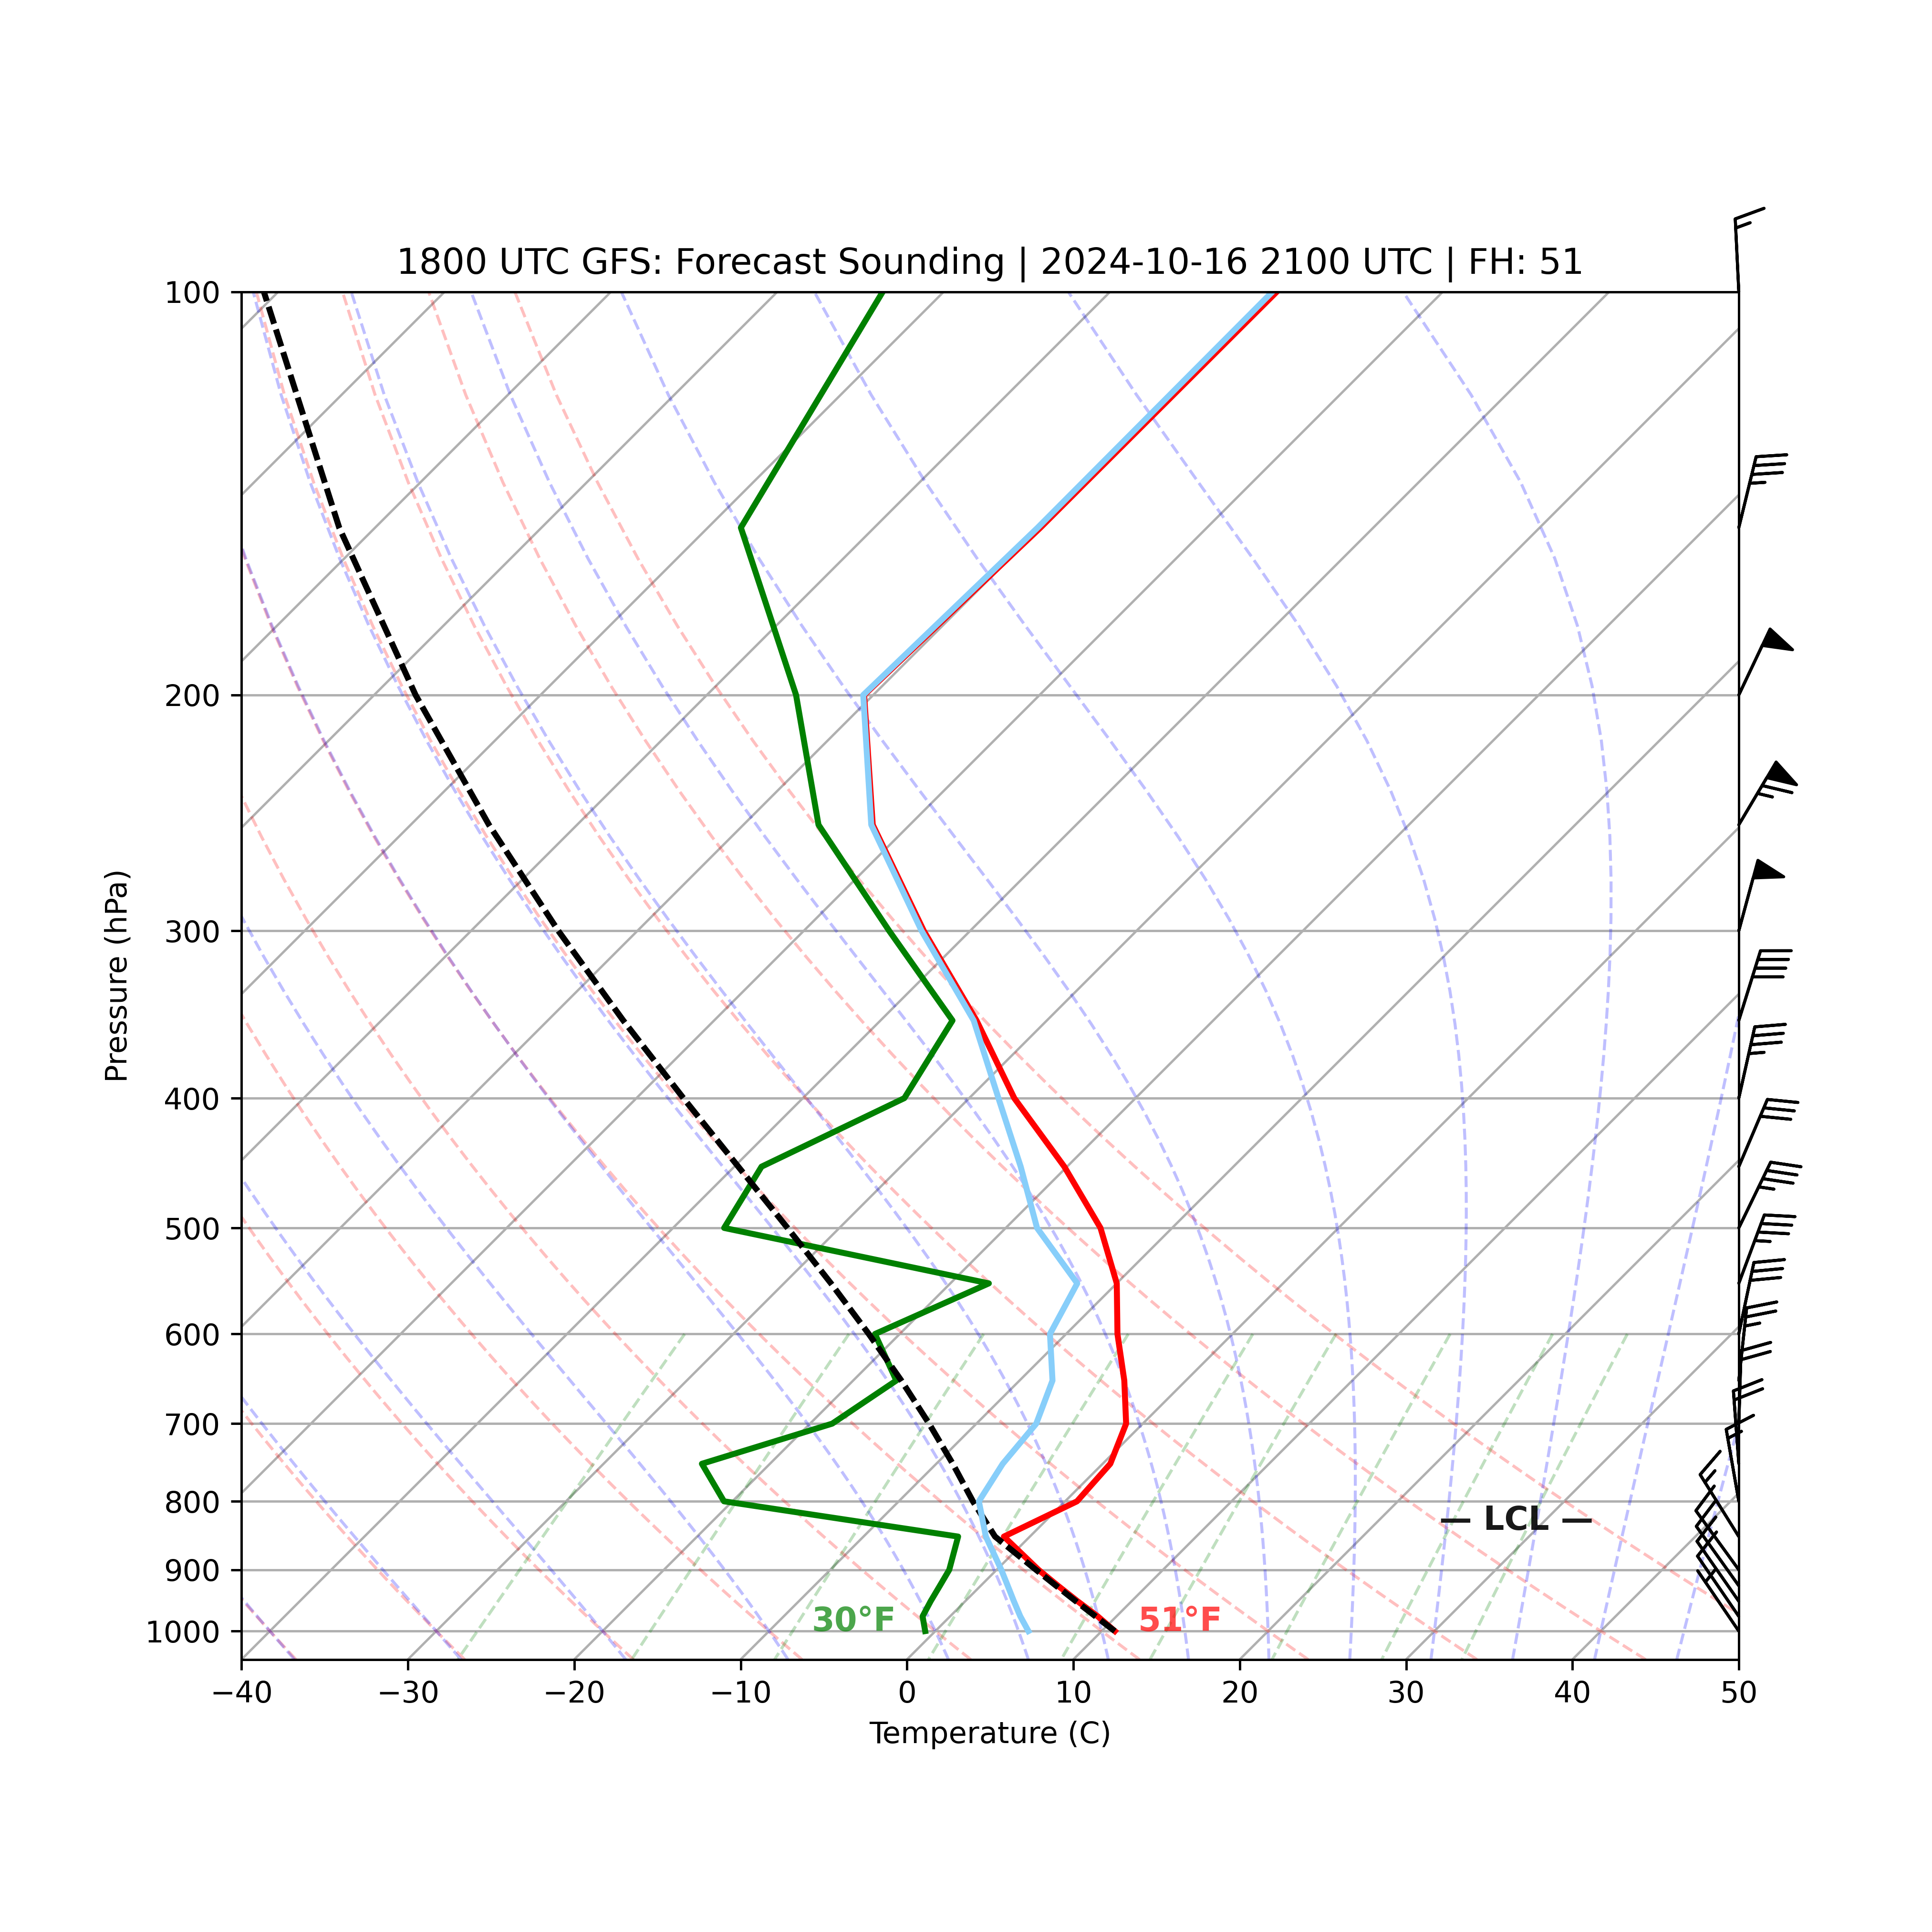 1800 UTC GFS: Forecast Sounding | 2024-10-16 2100 UTC | FH: 51
100
200
300
400
500
600
700
800
900
1000
Pressure (hPa)
— LCL —
30°F
51°F
−40 −30 −20 −10 0 10 20 30 40 50
Temperature (C)